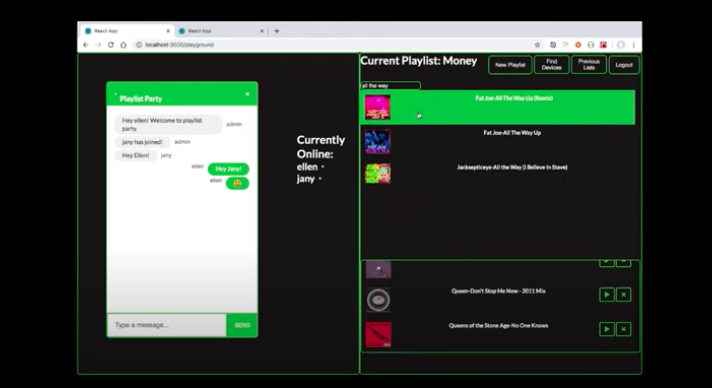 React App
React App
localhost:3000/playground
Playlist Party
Hey ellen! Welcome to playlist
party.
admin
jany has joined!
admin
Hey Ellen!
jany
ellen
Hey Jany!
ellen
Type a message...
SEND
Currently
Online:
ellen
jany
Current Playlist: Money
New Playlist
Find
Devices
Previous
Lists
Logout
all the way
Fat Joe-All The Way Up (Remix)
Fat Joe-All The Way Up
Jacksepticeye-All the Way (I Believe In Steve)
Queen-Don't Stop Me Now - 2011 Mix
Queens of the Stone Age-No One Knows